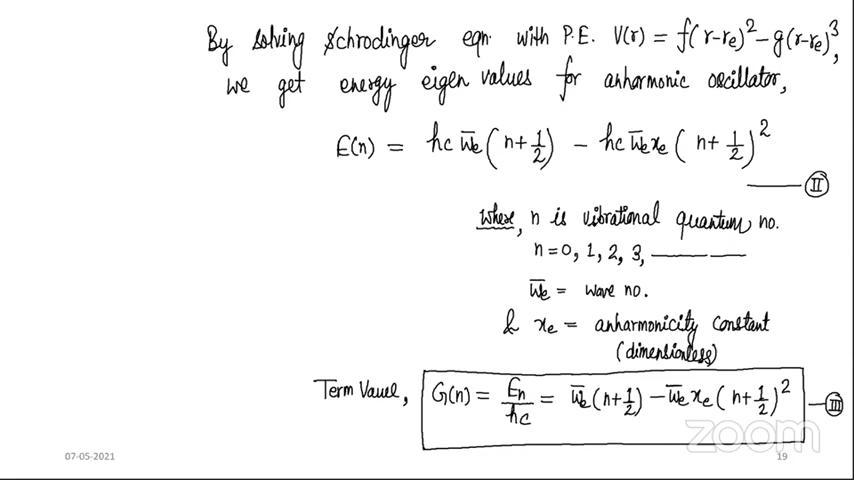 By solving Schrodinger eqn. with P.E. V(r) = f(r-re)² - g(r-re)³,
we get energy eigen values for anharmonic oscillator,
E(n) = hc w̅e (n+1/2) - hc w̅e xe (n+1/2)²
II
Where, n is vibrational quantum no.
n=0, 1, 2, 3, ———
w̅e = wave no.
& xe = anharmonicity constant
(dimensionless)
Term Vauel, G(n) = En/hc = w̅e (n+1/2) - w̅e xe (n+1/2)²
III
zoom
07-05-2021
19